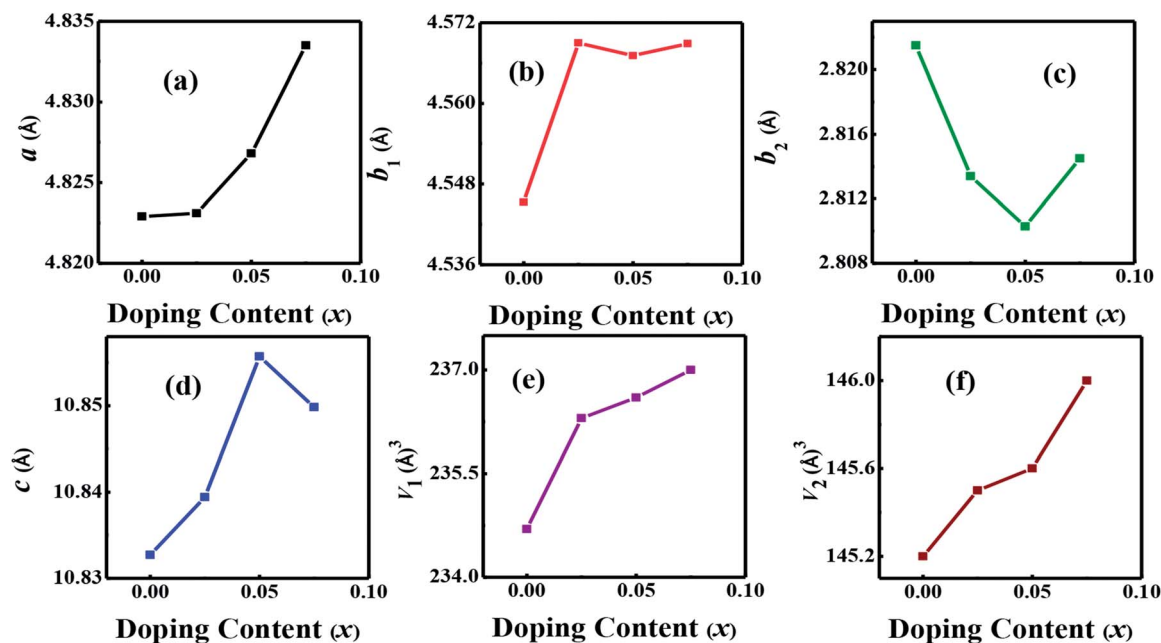 4.835
4.830
4.825
4.820
a (Å)
(a)
0.00 0.05 0.10
Doping Content (x)
4.572
4.560
4.548
4.536
b1 (Å)
(b)
0.00 0.05 0.10
Doping Content (x)
2.820
2.816
2.812
2.808
b2 (Å)
(c)
0.00 0.05 0.10
Doping Content (x)
10.85
10.84
10.83
c (Å)
(d)
0.00 0.05 0.10
Doping Content (x)
237.0
235.5
234.0
V1 (Å)³
(e)
0.00 0.05 0.10
Doping Content (x)
146.0
145.6
145.2
V2 (Å)³
(f)
0.00 0.05 0.10
Doping Content (x)